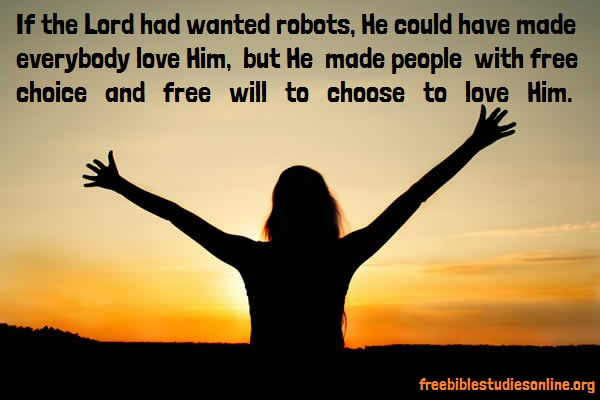 If the Lord had wanted robots, He could have made
everybody love Him, but He made people with free
choice and free will to choose to love Him.
freebiblestudiesonline.org